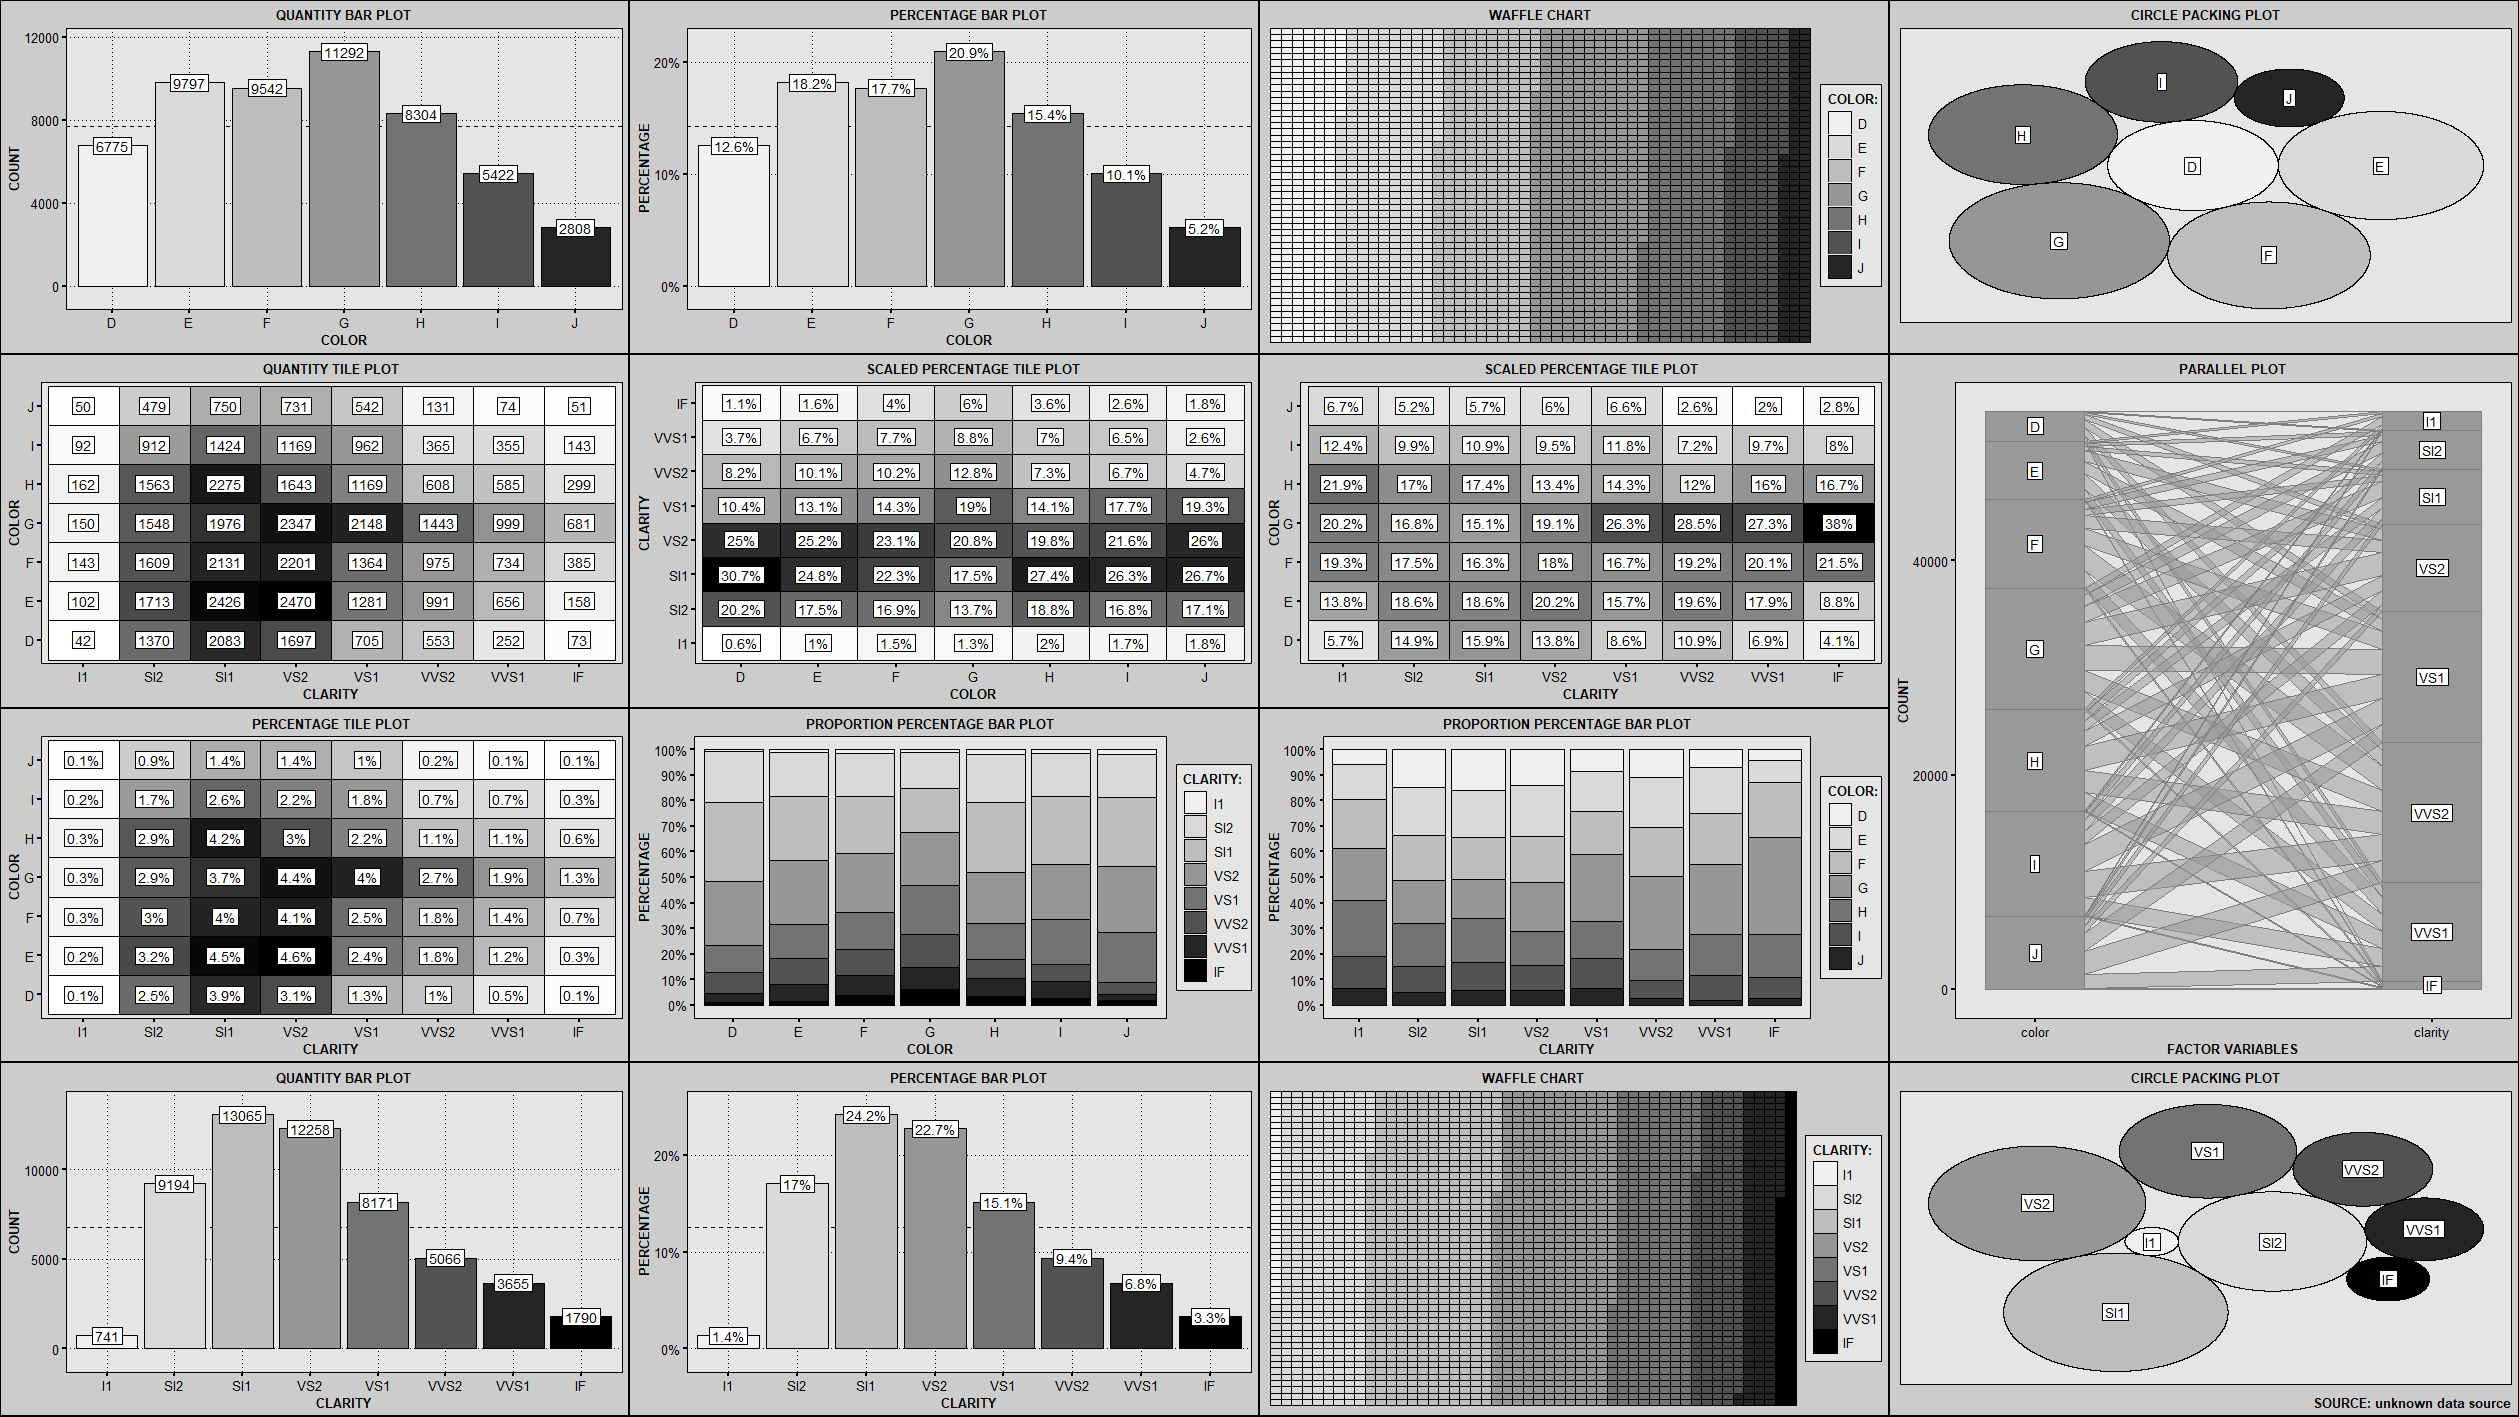 QUANTITY BAR PLOT
12000
8000
4000
0
COUNT
6775
9797
9542
11292
8304
5422
2808
D E F G H I J
COLOR
PERCENTAGE BAR PLOT
20%
10%
0%
PERCENTAGE
12.6%
18.2%
17.7%
20.9%
15.4%
10.1%
5.2%
D E F G H I J
COLOR
WAFFLE CHART
COLOR:
D
E
F
G
H
I
J
CIRCLE PACKING PLOT
I
J
H
D
E
G
F
QUANTITY TILE PLOT
COLOR
J 50 479 750 731 542 131 74 51
I 92 912 1424 1169 962 365 355 143
H 162 1563 2275 1643 1169 608 585 299
G 150 1548 1976 2347 2148 1443 999 681
F 143 1609 2131 2201 1364 975 734 385
E 102 1713 2426 2470 1281 991 656 158
D 42 1370 2083 1697 705 553 252 73
I1 SI2 SI1 VS2 VS1 VVS2 VVS1 IF
CLARITY
SCALED PERCENTAGE TILE PLOT
CLARITY
IF 1.1% 1.6% 4% 6% 3.6% 2.6% 1.8%
VVS1 3.7% 6.7% 7.7% 8.8% 7% 6.5% 2.6%
VVS2 8.2% 10.1% 10.2% 12.8% 7.3% 6.7% 4.7%
VS1 10.4% 13.1% 14.3% 19% 14.1% 17.7% 19.3%
VS2 25% 25.2% 23.1% 20.8% 19.8% 21.6% 26%
SI1 30.7% 24.8% 22.3% 17.5% 27.4% 26.3% 26.7%
SI2 20.2% 17.5% 16.9% 13.7% 18.8% 16.8% 17.1%
I1 0.6% 1% 1.5% 1.3% 2% 1.7% 1.8%
D E F G H I J
COLOR
SCALED PERCENTAGE TILE PLOT
COLOR
J 6.7% 5.2% 5.7% 6% 6.6% 2.6% 2% 2.8%
I 12.4% 9.9% 10.9% 9.5% 11.8% 7.2% 9.7% 8%
H 21.9% 17% 17.4% 13.4% 14.3% 12% 16% 16.7%
G 20.2% 16.8% 15.1% 19.1% 26.3% 28.5% 27.3% 38%
F 19.3% 17.5% 16.3% 18% 16.7% 19.2% 20.1% 21.5%
E 13.8% 18.6% 18.6% 20.2% 15.7% 19.6% 17.9% 8.8%
D 5.7% 14.9% 15.9% 13.8% 8.6% 10.9% 6.9% 4.1%
I1 SI2 SI1 VS2 VS1 VVS2 VVS1 IF
CLARITY
PARALLEL PLOT
COUNT
40000
20000
0
D
E
F
G
H
I
J
I1
SI2
SI1
VS2
VS1
VVS2
VVS1
IF
color clarity
FACTOR VARIABLES
PERCENTAGE TILE PLOT
COLOR
J 0.1% 0.9% 1.4% 1.4% 1% 0.2% 0.1% 0.1%
I 0.2% 1.7% 2.6% 2.2% 1.8% 0.7% 0.7% 0.3%
H 0.3% 2.9% 4.2% 3% 2.2% 1.1% 1.1% 0.6%
G 0.3% 2.9% 3.7% 4.4% 4% 2.7% 1.9% 1.3%
F 0.3% 3% 4% 4.1% 2.5% 1.8% 1.4% 0.7%
E 0.2% 3.2% 4.5% 4.6% 2.4% 1.8% 1.2% 0.3%
D 0.1% 2.5% 3.9% 3.1% 1.3% 1% 0.5% 0.1%
I1 SI2 SI1 VS2 VS1 VVS2 VVS1 IF
CLARITY
PROPORTION PERCENTAGE BAR PLOT
PERCENTAGE
100%
90%
80%
70%
60%
50%
40%
30%
20%
10%
0%
D E F G H I J
COLOR
CLARITY:
I1
SI2
SI1
VS2
VS1
VVS2
VVS1
IF
PROPORTION PERCENTAGE BAR PLOT
PERCENTAGE
100%
90%
80%
70%
60%
50%
40%
30%
20%
10%
0%
I1 SI2 SI1 VS2 VS1 VVS2 VVS1 IF
CLARITY
COLOR:
D
E
F
G
H
I
J
QUANTITY BAR PLOT
COUNT
10000
5000
0
741
9194
13065
12258
8171
5066
3655
1790
I1 SI2 SI1 VS2 VS1 VVS2 VVS1 IF
CLARITY
PERCENTAGE BAR PLOT
PERCENTAGE
20%
10%
0%
1.4%
17%
24.2%
22.7%
15.1%
9.4%
6.8%
3.3%
I1 SI2 SI1 VS2 VS1 VVS2 VVS1 IF
CLARITY
WAFFLE CHART
CLARITY:
I1
SI2
SI1
VS2
VS1
VVS2
VVS1
IF
CIRCLE PACKING PLOT
VS1
VVS2
VS2
VVS1
I1
SI2
IF
SI1
SOURCE: unknown data source